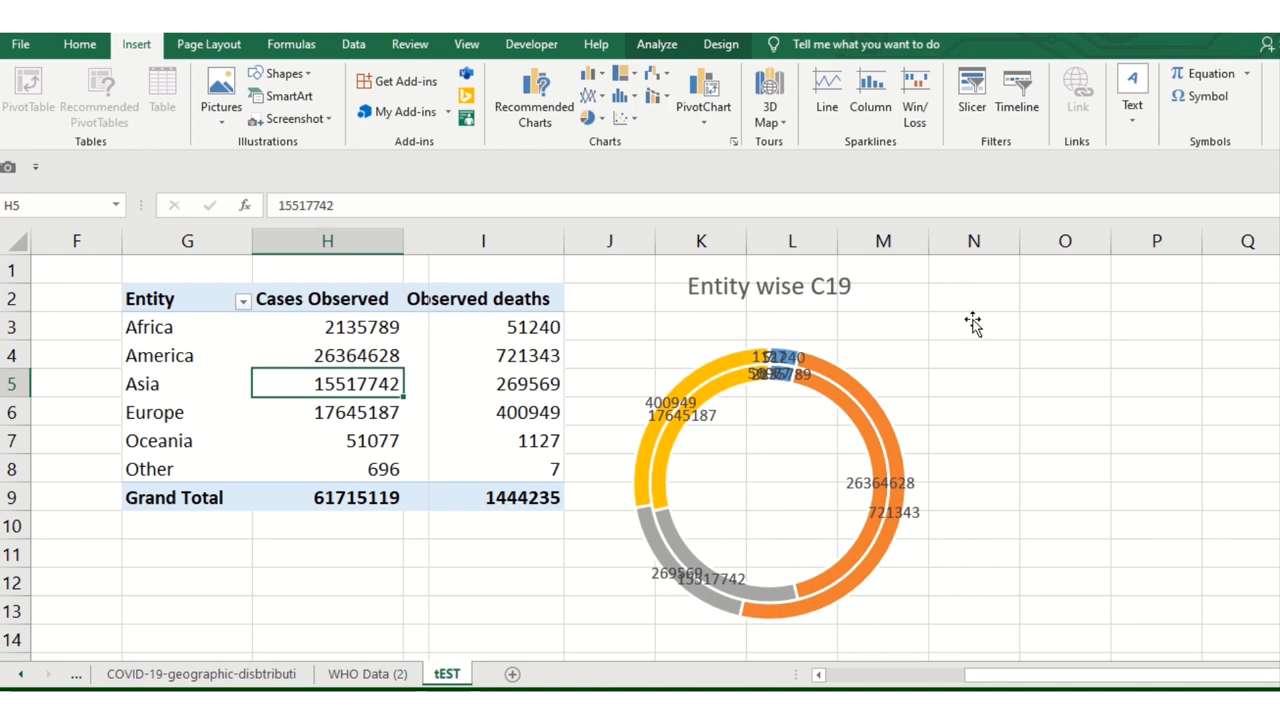 File Home Insert Page Layout Formulas Data Review View Developer Help Analyze Design Tell me what you want to do
PivotTable Recommended PivotTables Table
Tables
Pictures Shapes SmartArt Screenshot
Illustrations
Get Add-ins
My Add-ins
Add-ins
Recommended Charts PivotChart
Charts
3D Map
Tours
Line Column Win/Loss
Sparklines
Slicer Timeline
Filters
Link
Links
Text
Equation
Symbol
Symbols
H5 fx 15517742
F G H I J K L M N O P Q
1
2 Entity Cases Observed Observed deaths
3 Africa 2135789 51240
4 America 26364628 721343
5 Asia 15517742 269569
6 Europe 17645187 400949
7 Oceania 51077 1127
8 Other 696 7
9 Grand Total 61715119 1444235
10
11
12
13
14
Entity wise C19
400949
17645187
26364628
721343
269569
15517742
... COVID-19-geographic-disbtributi WHO Data (2) tEST